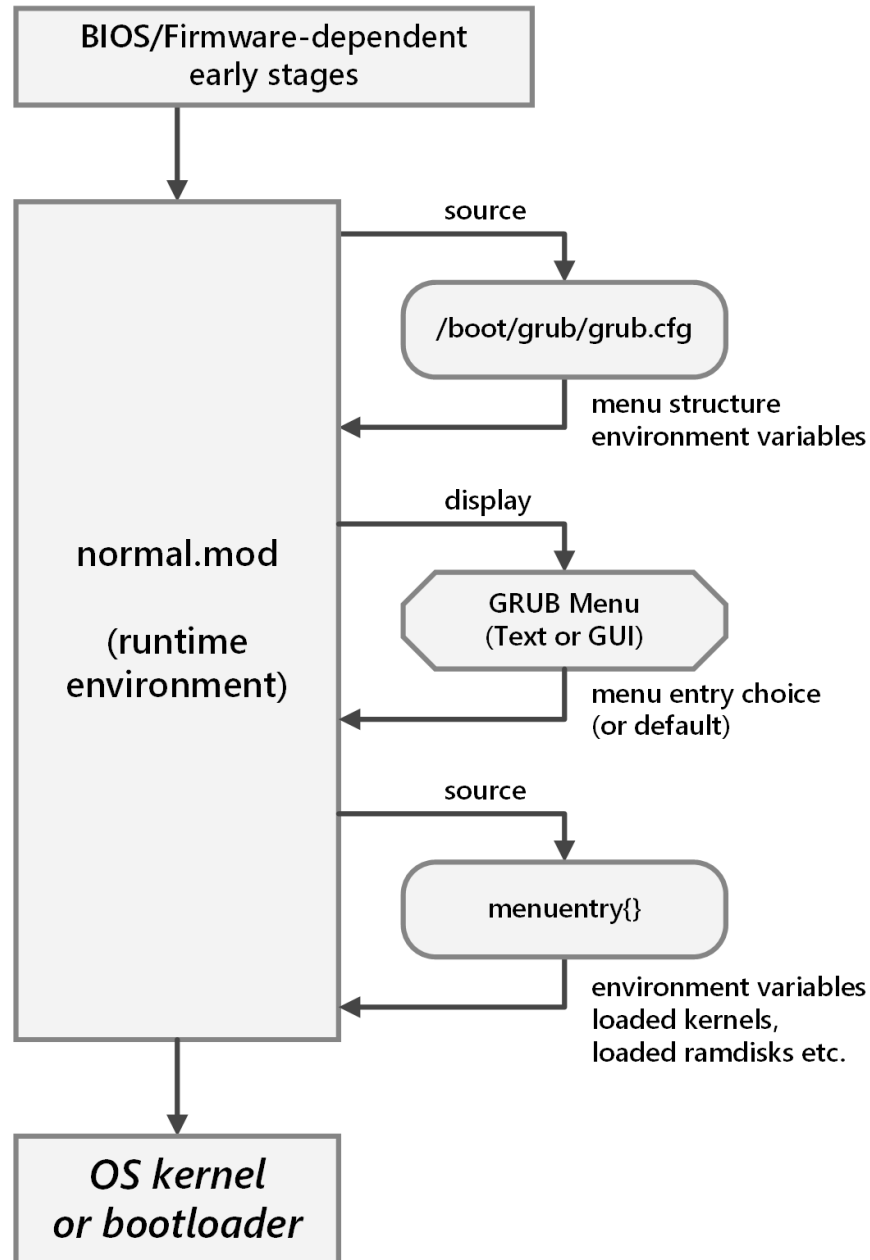 BIOS/Firmware-dependent
early stages
source
/boot/grub/grub.cfg
menu structure
environment variables
display
normal.mod
(runtime
environment)
GRUB Menu
(Text or GUI)
menu entry choice
(or default)
source
menuentry{}
environment variables
loaded kernels,
loaded ramdisks etc.
OS kernel
or bootloader